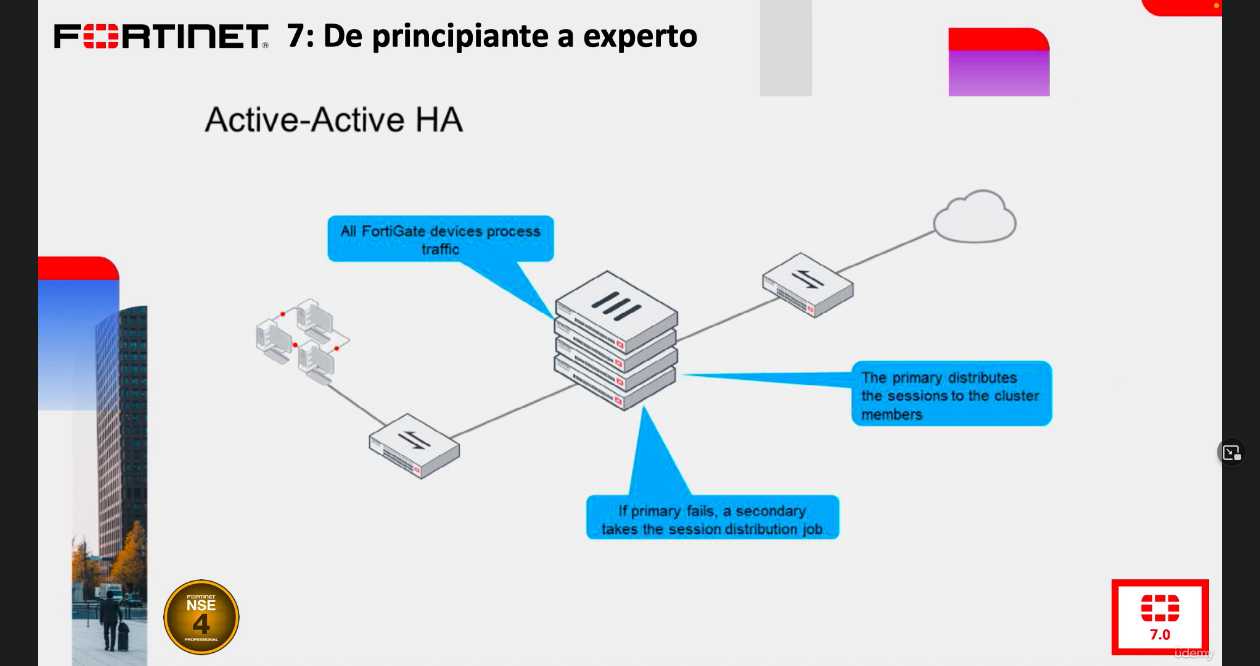 FORTINET 7: De principiante a experto
Active-Active HA
All FortiGate devices process
traffic
The primary distributes
the sessions to the cluster
members
If primary fails, a secondary
takes the session distribution job
FORTINET
NSE
4
PROFESSIONAL
7.0
ûdemy